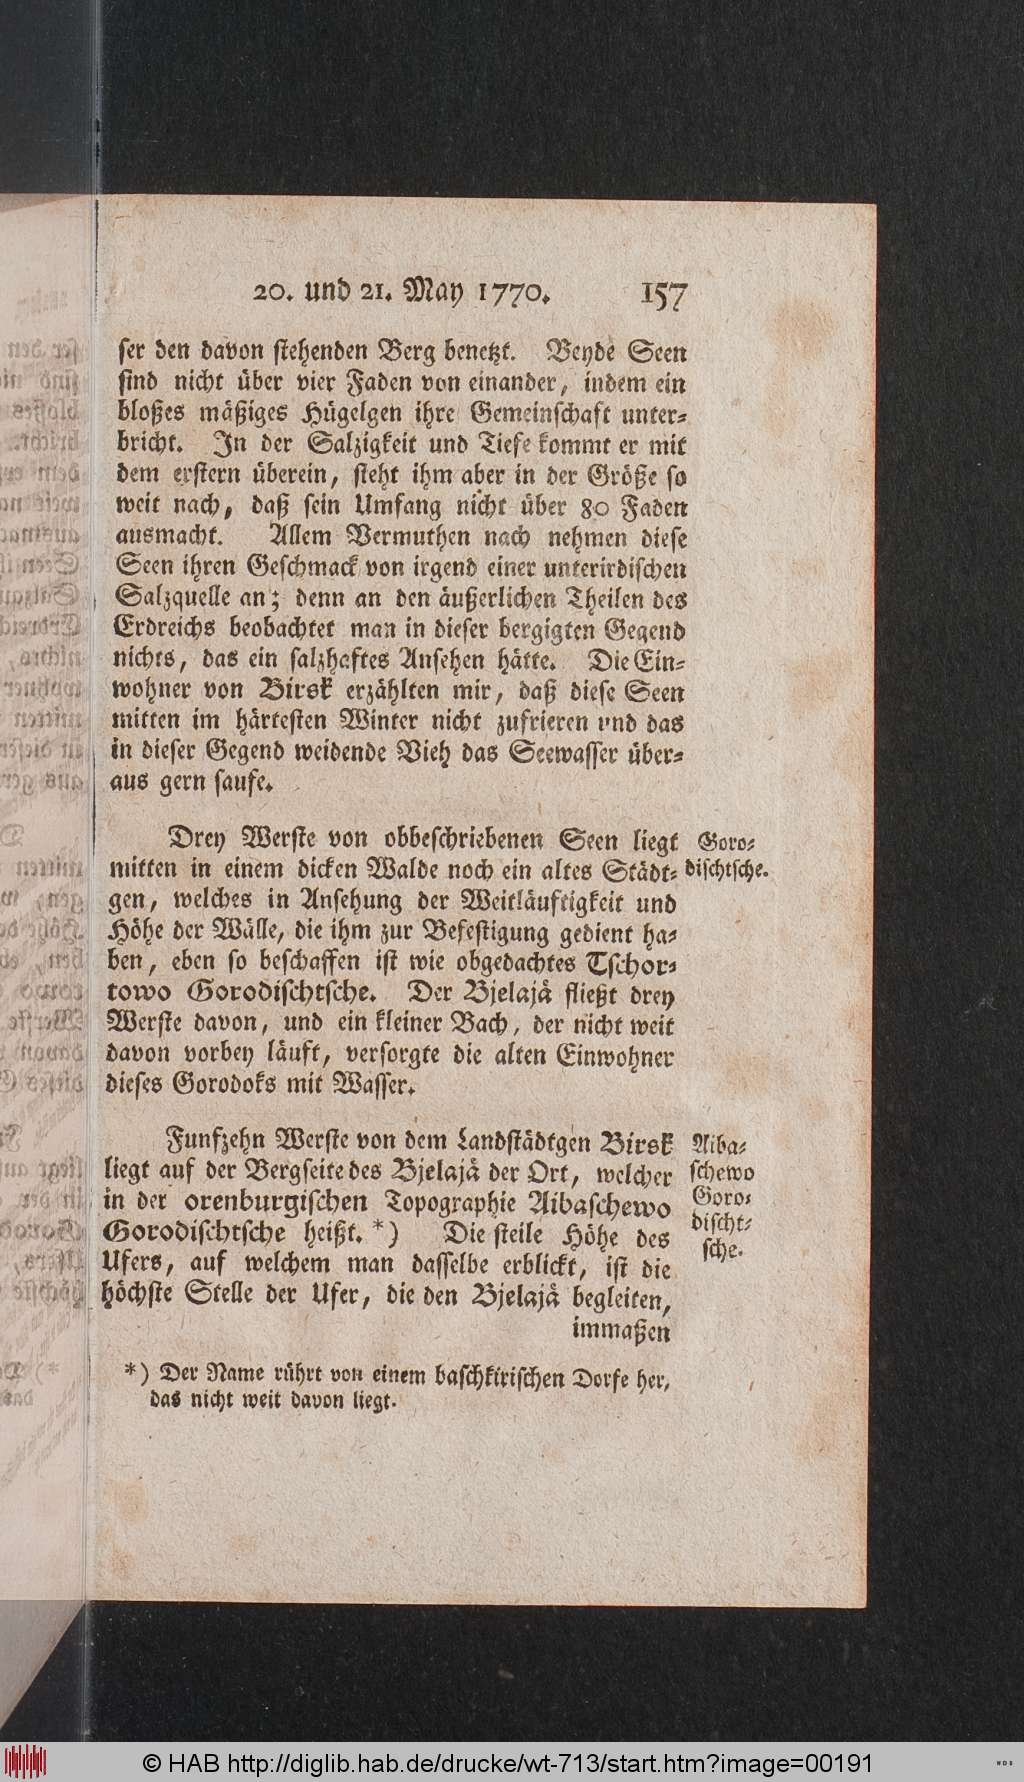 20. und 21. May 1770. 157
ser den davon stehenden Berg benetzt. Beyde Seen
sind nicht über vier Faden von einander, indem ein
bloßes mäßiges Hügelgen ihre Gemeinschaft unter-
bricht. In der Salzigkeit und Tiefe kommt er mit
dem erstern überein, steht ihm aber in der Größe so
weit nach, daß sein Umfang nicht über 80 Faden
ausmacht. Allem Vermuthen nach nehmen diese
Seen ihren Geschmack von irgend einer unterirdischen
Salzquelle an; denn an den äußerlichen Theilen des
Erdreichs beobachtet man in dieser bergigten Gegend
nichts, das ein salzhaftes Ansehen hätte. Die Ein-
wohner von Birsk erzählten mir, daß diese Seen
mitten im härtesten Winter nicht zufrieren und das
in dieser Gegend weidende Vieh das Seewasser über-
aus gern saufe.
Drey Werste von obbeschriebenen Seen liegt
mitten in einem dicken Walde noch ein altes Städt-
gen, welches in Ansehung der Weitläuftigkeit und
Höhe der Wälle, die ihm zur Befestigung gedient ha-
ben, eben so beschaffen ist wie obgedachtes Tschor-
towo Gorodischtsche. Der Bjelajä fließt drey
Werste davon, und ein kleiner Bach, der nicht weit
davon vorbey läuft, versorgte die alten Einwohner
dieses Gorodoks mit Wasser.
Goro-
dischtsche.
Funfzehn Werste von dem Landstädtgen Birsk
liegt auf der Bergseite des Bjelajä der Ort, welcher
in der orenburgischen Topographie Aibaschewo
Gorodischtsche heißt. *) Die steile Höhe des
Ufers, auf welchem man dasselbe erblickt, ist die
höchste Stelle der Ufer, die den Bjelajä begleiten,
immaßen
Aiba-
schewo
Goro-
discht-
sche.
*) Der Name rührt von einem baschkirischen Dorfe her,
das nicht weit davon liegt.
© HAB http://diglib.hab.de/drucke/wt-713/start.htm?image=00191